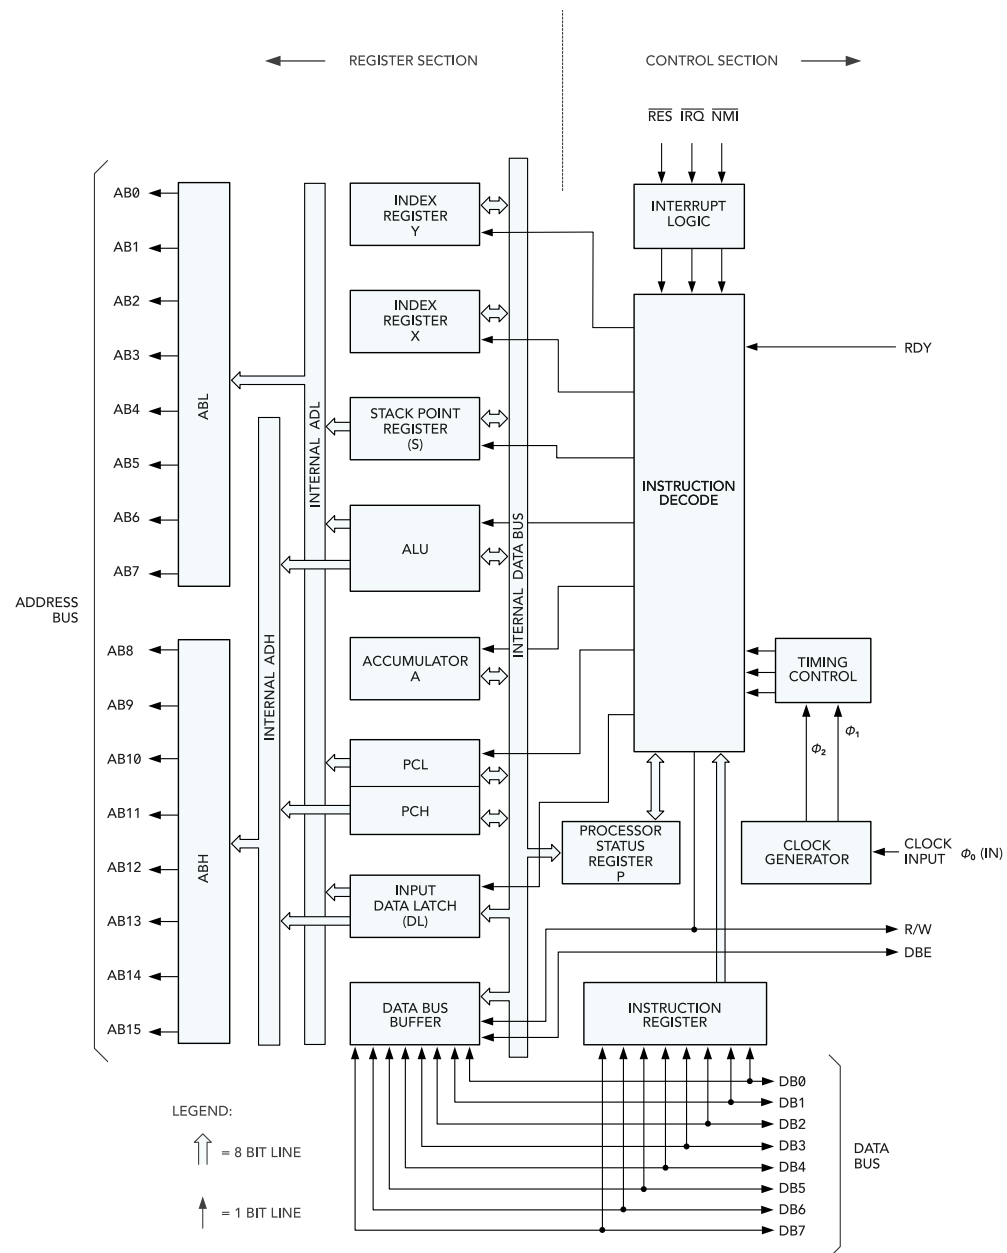 REGISTER SECTION
CONTROL SECTION
RES IRQ NMI
INTERRUPT
LOGIC
RDY
INSTRUCTION
DECODE
TIMING
CONTROL
Φ₂
Φ₁
CLOCK
GENERATOR
CLOCK
INPUT Φ₀ (IN)
R/W
DBE
ADDRESS
BUS
AB0
AB1
AB2
AB3
AB4
AB5
AB6
AB7
AB8
AB9
AB10
AB11
AB12
AB13
AB14
AB15
ABL
ABH
INTERNAL ADH
INTERNAL ADL
INDEX
REGISTER
Y
INDEX
REGISTER
X
STACK POINT
REGISTER
(S)
ALU
ACCUMULATOR
A
PCL
PCH
INPUT
DATA LATCH
(DL)
DATA BUS
BUFFER
INTERNAL DATA BUS
PROCESSOR
STATUS
REGISTER
P
INSTRUCTION
REGISTER
DB0
DB1
DB2
DB3
DB4
DB5
DB6
DB7
DATA
BUS
LEGEND:
= 8 BIT LINE
= 1 BIT LINE